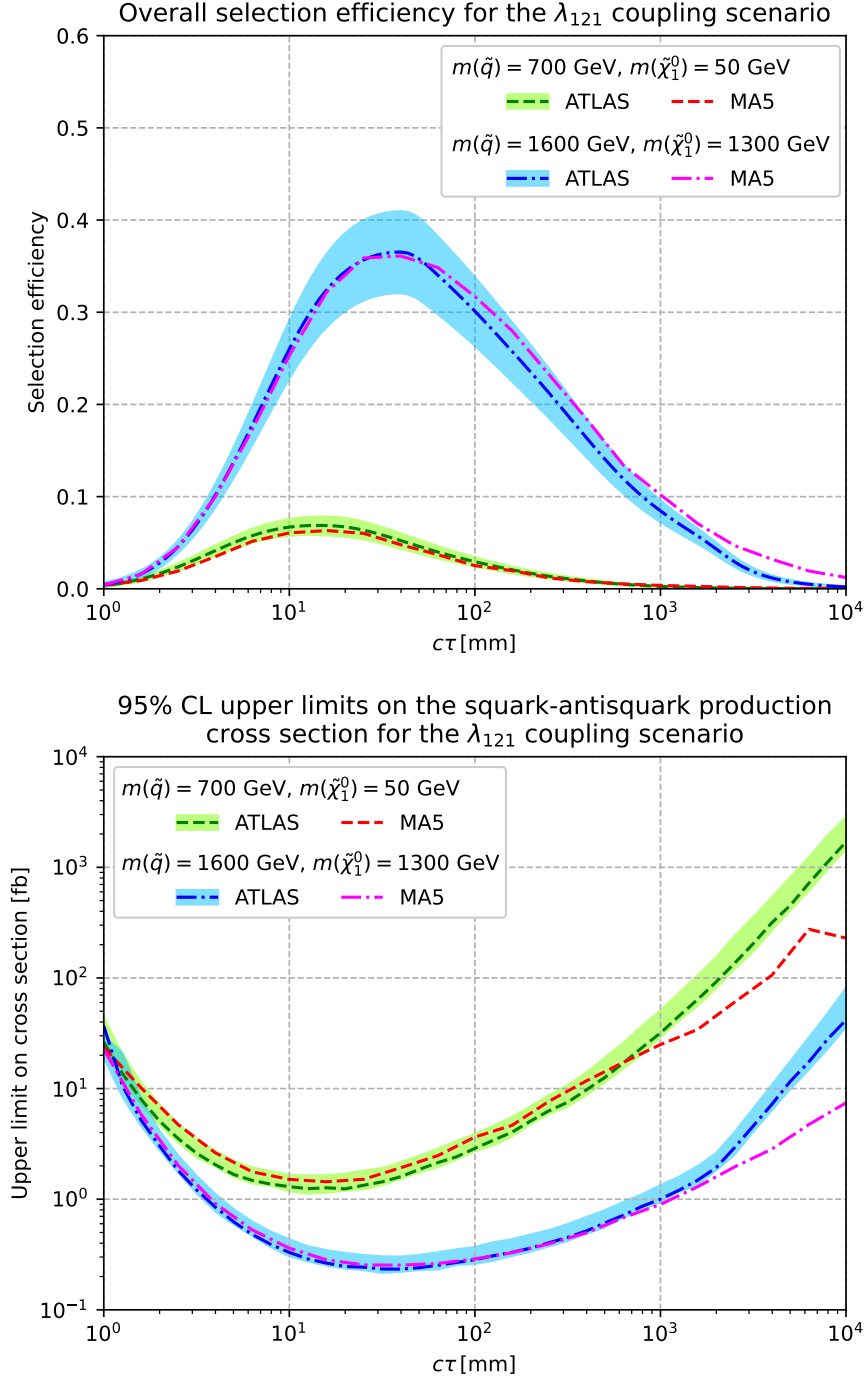 Overall selection efficiency for the λ₁₂₁ coupling scenario
0.6
0.5
0.4
0.3
0.2
0.1
0.0
Selection efficiency
m(q̃) = 700 GeV, m(χ̃₁⁰) = 50 GeV
ATLAS MA5
m(q̃) = 1600 GeV, m(χ̃₁⁰) = 1300 GeV
ATLAS MA5
10⁰ 10¹ 10² 10³ 10⁴
cτ [mm]
95% CL upper limits on the squark-antisquark production
cross section for the λ₁₂₁ coupling scenario
10⁴
10³
10²
10¹
10⁰
10⁻¹
Upper limit on cross section [fb]
m(q̃) = 700 GeV, m(χ̃₁⁰) = 50 GeV
ATLAS MA5
m(q̃) = 1600 GeV, m(χ̃₁⁰) = 1300 GeV
ATLAS MA5
10⁰ 10¹ 10² 10³ 10⁴
cτ [mm]